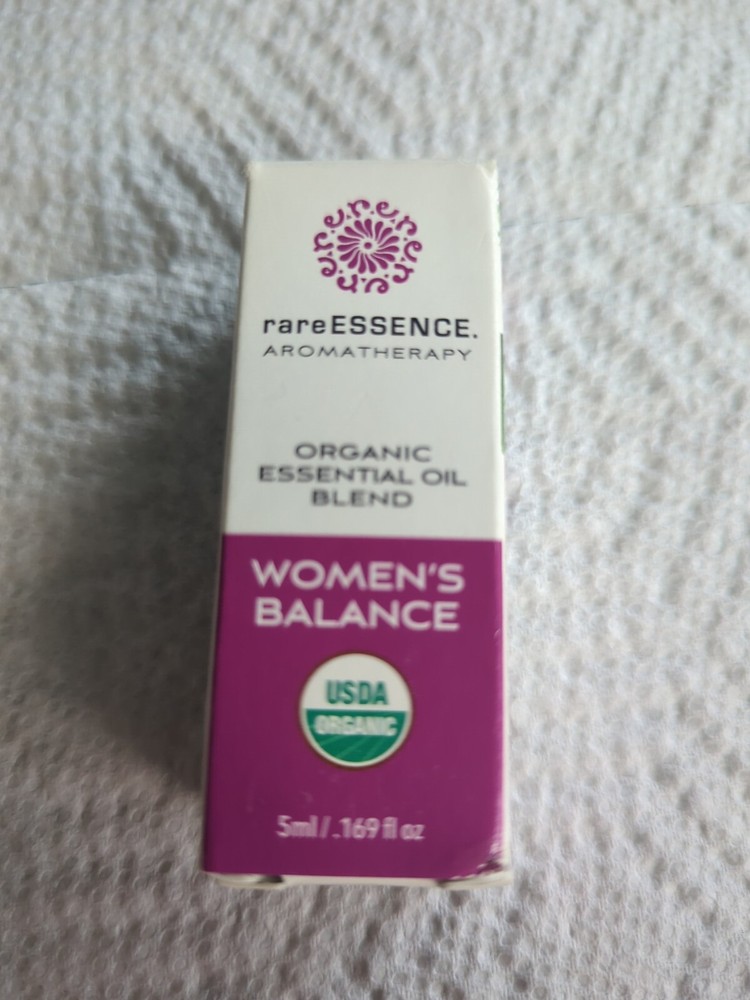 rareESSENCE.
AROMATHERAPY
ORGANIC
ESSENTIAL OIL
BLEND
WOMEN'S
BALANCE
USDA
ORGANIC
5ml / .169 fl oz